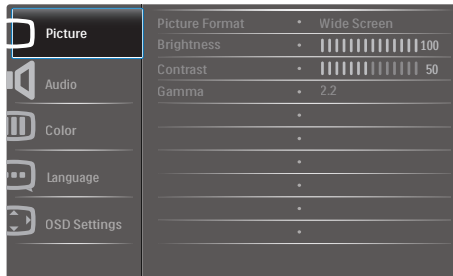 Picture
Audio
Color
Language
OSD Settings
Picture Format • Wide Screen
Brightness • 100
Contrast • 50
Gamma • 2.2
•
•
•
•
•
•